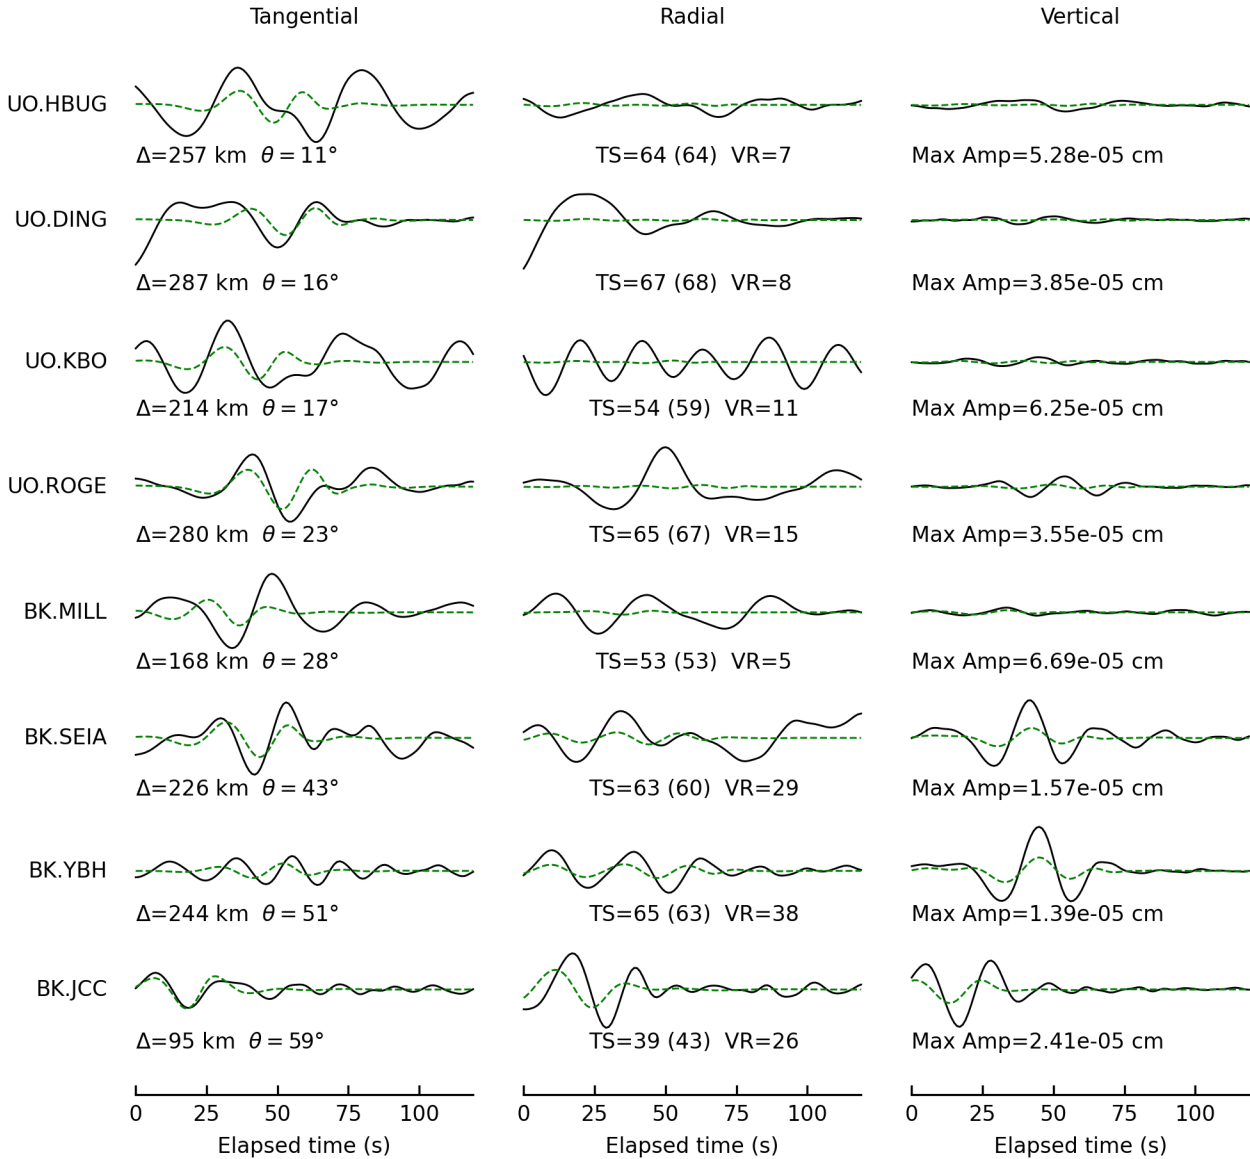 Tangential Radial Vertical
UO.HBUG
Δ=257 km θ = 11° TS=64 (64) VR=7 Max Amp=5.28e-05 cm
UO.DING
Δ=287 km θ = 16° TS=67 (68) VR=8 Max Amp=3.85e-05 cm
UO.KBO
Δ=214 km θ = 17° TS=54 (59) VR=11 Max Amp=6.25e-05 cm
UO.ROGE
Δ=280 km θ = 23° TS=65 (67) VR=15 Max Amp=3.55e-05 cm
BK.MILL
Δ=168 km θ = 28° TS=53 (53) VR=5 Max Amp=6.69e-05 cm
BK.SEIA
Δ=226 km θ = 43° TS=63 (60) VR=29 Max Amp=1.57e-05 cm
BK.YBH
Δ=244 km θ = 51° TS=65 (63) VR=38 Max Amp=1.39e-05 cm
BK.JCC
Δ=95 km θ = 59° TS=39 (43) VR=26 Max Amp=2.41e-05 cm
0 25 50 75 100 0 25 50 75 100 0 25 50 75 100
Elapsed time (s) Elapsed time (s) Elapsed time (s)